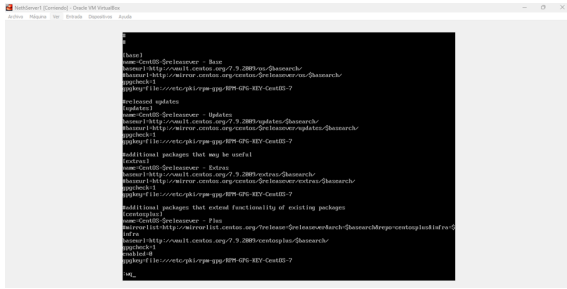 NethServer1 [Corriendo] - Oracle VM VirtualBox
Archivo Máquina Ver Entrada Dispositivos Ayuda
#
#
[base]
name=CentOS-$releasever - Base
baseurl=http://vault.centos.org/7.9.2009/os/$basearch/
#baseurl=http://mirror.centos.org/centos/$releasever/os/$basearch/
gpgcheck=1
gpgkey=file:///etc/pki/rpm-gpg/RPM-GPG-KEY-CentOS-7
#released updates
[updates]
name=CentOS-$releasever - Updates
baseurl=http://vault.centos.org/7.9.2009/updates/$basearch/
#baseurl=http://mirror.centos.org/centos/$releasever/updates/$basearch/
gpgcheck=1
gpgkey=file:///etc/pki/rpm-gpg/RPM-GPG-KEY-CentOS-7
#additional packages that may be useful
[extras]
name=CentOS-$releasever - Extras
baseurl=http://vault.centos.org/7.9.2009/extras/$basearch/
#baseurl=http://mirror.centos.org/centos/$releasever/extras/$basearch/
gpgcheck=1
gpgkey=file:///etc/pki/rpm-gpg/RPM-GPG-KEY-CentOS-7
#additional packages that extend functionality of existing packages
[centosplus]
name=CentOS-$releasever - Plus
#mirrorlist=http://mirrorlist.centos.org/?release=$releasever&arch=$basearch&repo=centosplus&infra=$
infra
baseurl=http://vault.centos.org/7.9.2009/centosplus/$basearch/
gpgcheck=1
enabled=0
gpgkey=file:///etc/pki/rpm-gpg/RPM-GPG-KEY-CentOS-7
:wq_